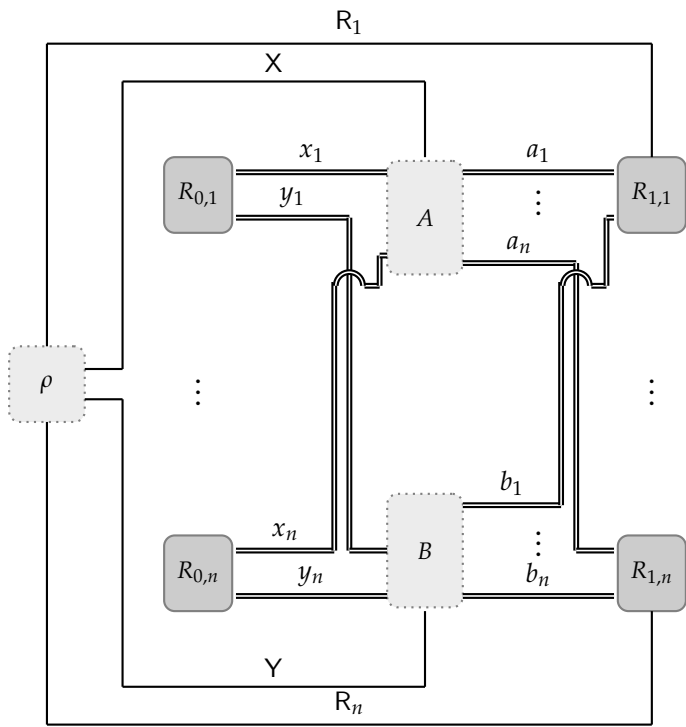 R₁
X
x₁ a₁
R₀,₁ y₁ A ⋮ R₁,₁
aₙ
ρ ⋮ ⋮
b₁
xₙ ⋮
R₀,ₙ yₙ B bₙ R₁,ₙ
Y
Rₙ